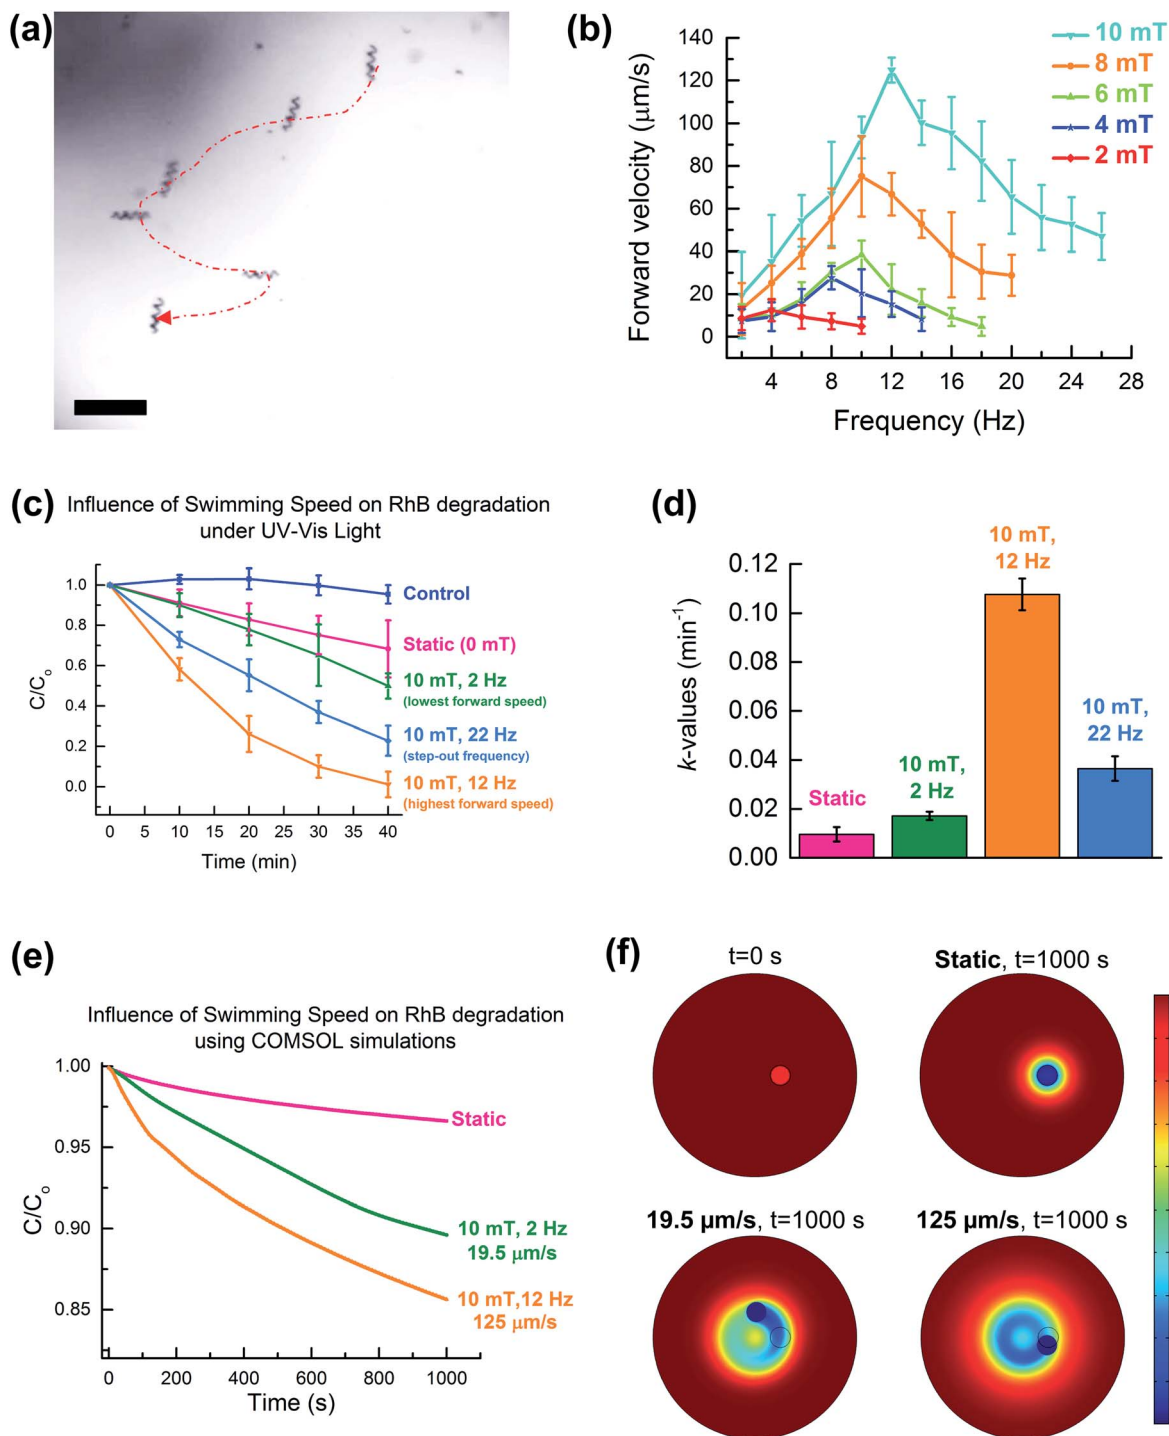 (a)
(b)
140
120
100
80
60
40
20
0
Forward velocity (μm/s)
4
8
12
16
20
24
28
Frequency (Hz)
10 mT
8 mT
6 mT
4 mT
2 mT
(c)
Influence of Swimming Speed on RhB degradation
under UV-Vis Light
1.0
0.8
0.6
0.4
0.2
0.0
C/Co
0
5
10
15
20
25
30
35
40
Time (min)
Control
Static (0 mT)
10 mT, 2 Hz
(lowest forward speed)
10 mT, 22 Hz
(step-out frequency)
10 mT, 12 Hz
(highest forward speed)
(d)
0.12
0.10
0.08
0.06
0.04
0.02
0.00
k-values (min⁻¹)
Static
10 mT,
2 Hz
10 mT,
12 Hz
10 mT,
22 Hz
(e)
Influence of Swimming Speed on RhB degradation
using COMSOL simulations
1.00
0.95
0.90
0.85
C/Co
0
200
400
600
800
1000
Time (s)
Static
10 mT, 2 Hz
19.5 μm/s
10 mT,12 Hz
125 μm/s
(f)
t=0 s
Static, t=1000 s
19.5 μm/s, t=1000 s
125 μm/s, t=1000 s